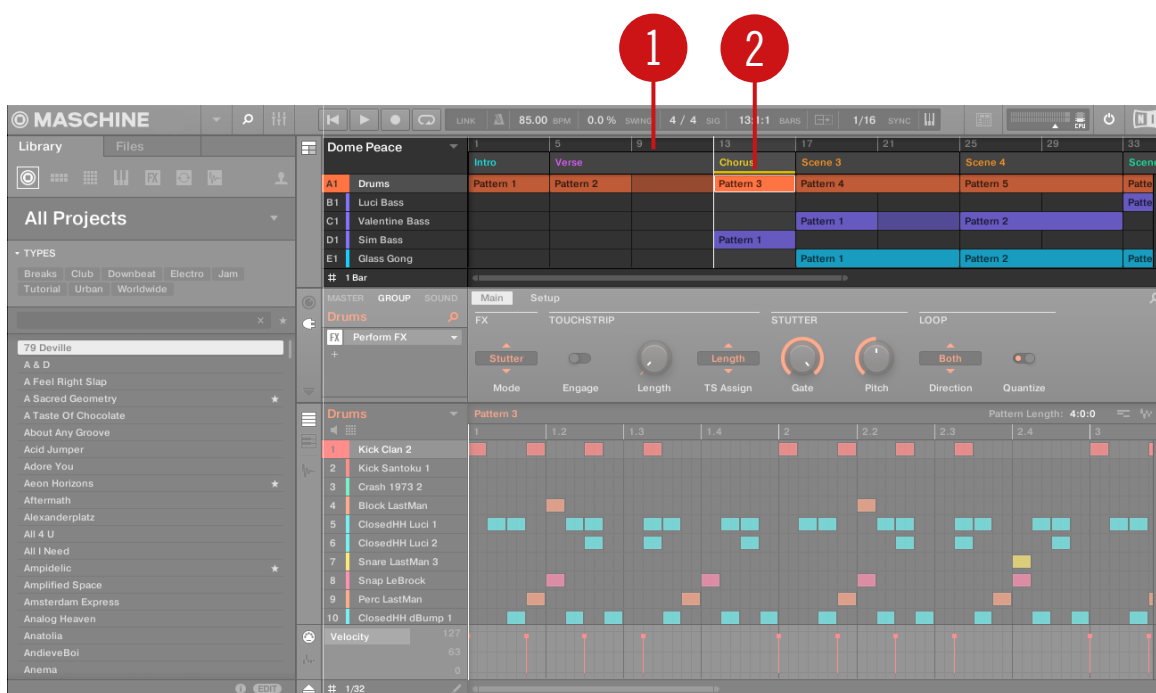 1 2
MASCHINE
LINK 85.00 BPM 0.0 % SWING 4 / 4 SIG 13:1:1 BARS 1/16 SYNC CPU NI
Library Files
Dome Peace 1 5 9 13 17 21 25 29 33
Intro Verse Chorus Scene 3 Scene 4 Scene
A1 Drums Pattern 1 Pattern 2 Pattern 3 Pattern 4 Pattern 5 Patte
B1 Luci Bass Patte
C1 Valentine Bass Pattern 1 Pattern 2
D1 Sim Bass Pattern 1
E1 Glass Gong Pattern 1 Pattern 2 Patte
# 1 Bar
All Projects
TYPES
Breaks Club Downbeat Electro Jam
Tutorial Urban Worldwide
79 Deville
A & D
A Feel Right Slap
A Sacred Geometry
A Taste Of Chocolate
About Any Groove
Acid Jumper
Adore You
Aeon Horizons
Aftermath
Alexanderplatz
All 4 U
All I Need
Ampidelic
Amplified Space
Amsterdam Express
Analog Heaven
Anatolia
AndieveBoi
Anema
i EDIT
MASTER GROUP SOUND Main Setup
Drums FX TOUCHSTRIP STUTTER LOOP
FX Perform FX
+
Stutter Length Both
Mode Engage Length TS Assign Gate Pitch Direction Quantize
Drums Pattern 3 Pattern Length: 4:0:0
1 1.2 1.3 1.4 2 2.2 2.3 2.4 3
1 Kick Clan 2
2 Kick Santoku 1
3 Crash 1973 2
4 Block LastMan
5 ClosedHH Luci 1
6 ClosedHH Luci 2
7 Snare LastMan 3
8 Snap LeBrock
9 Perc LastMan
10 ClosedHH dBump 1
Velocity 127
63
0
# 1/32